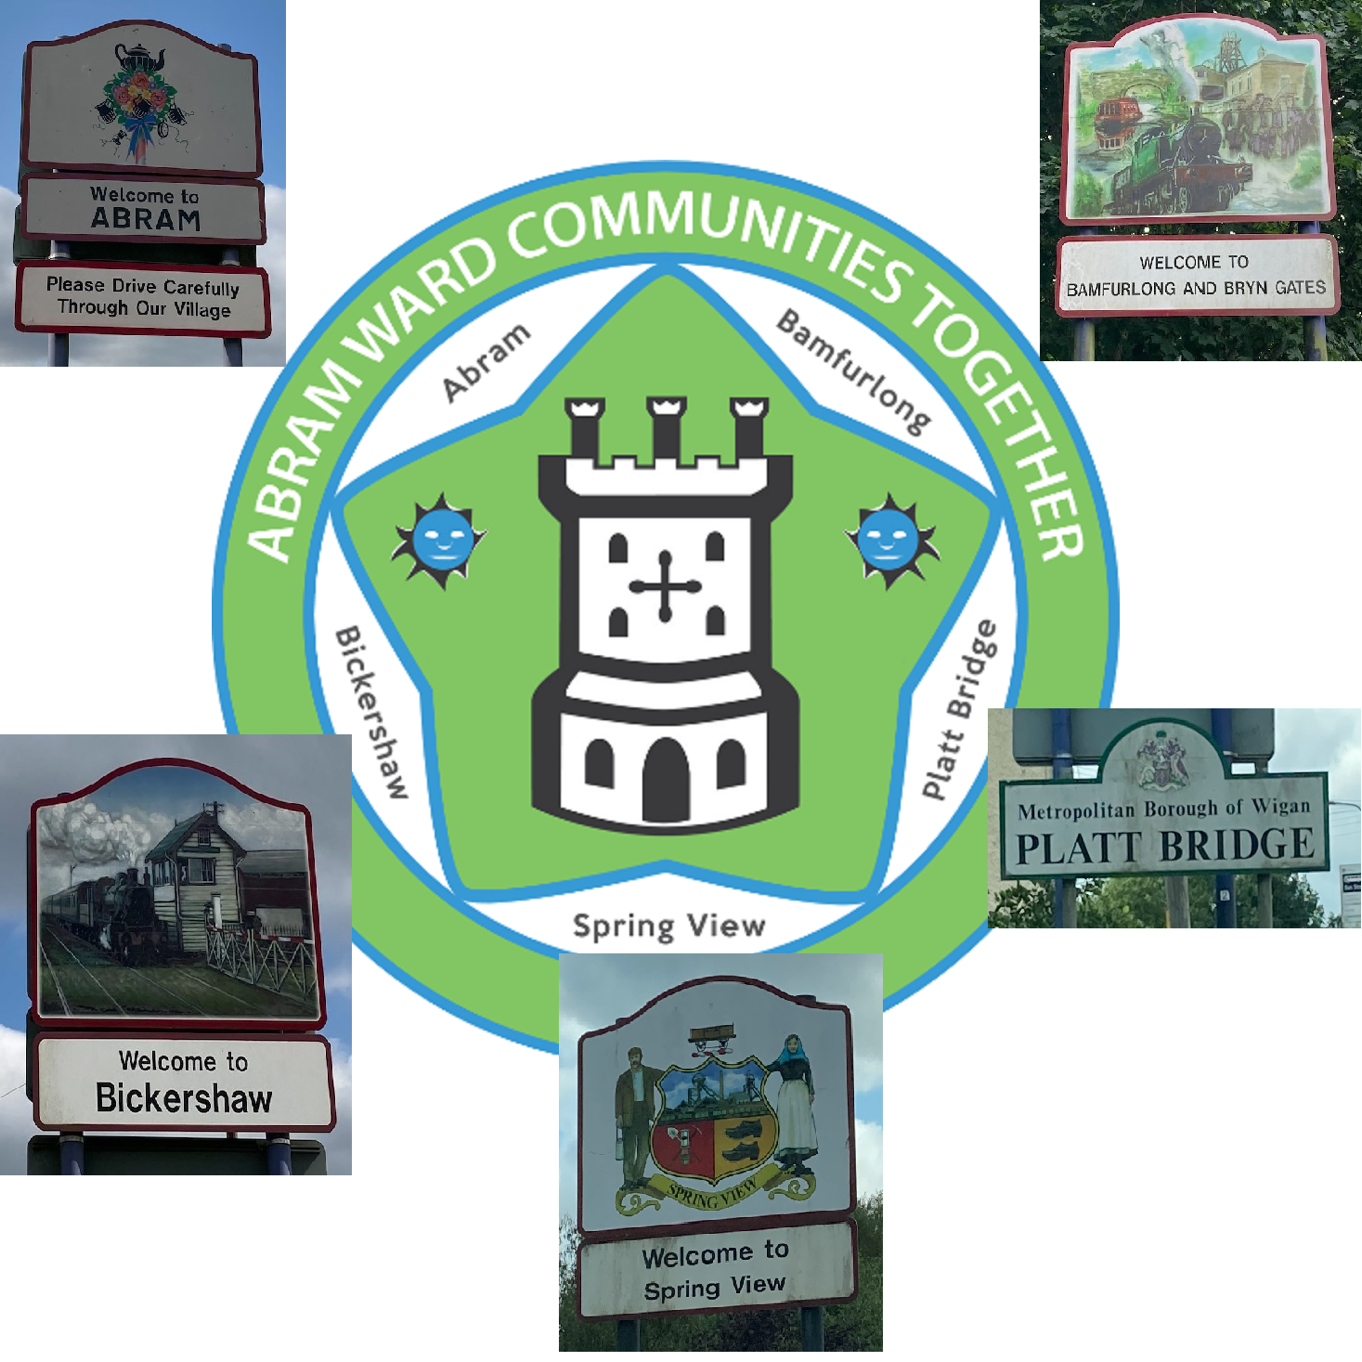 Welcome to
ABRAM
Please Drive Carefully
Through Our Village
WELCOME TO
BAMFURLONG AND BRYN GATES
ABRAM WARD COMMUNITIES TOGETHER
Abram
Bamfurlong
Bickershaw
Platt Bridge
Spring View
Metropolitan Borough of Wigan
PLATT BRIDGE
Welcome to
Bickershaw
SPRING VIEW
Welcome to
Spring View